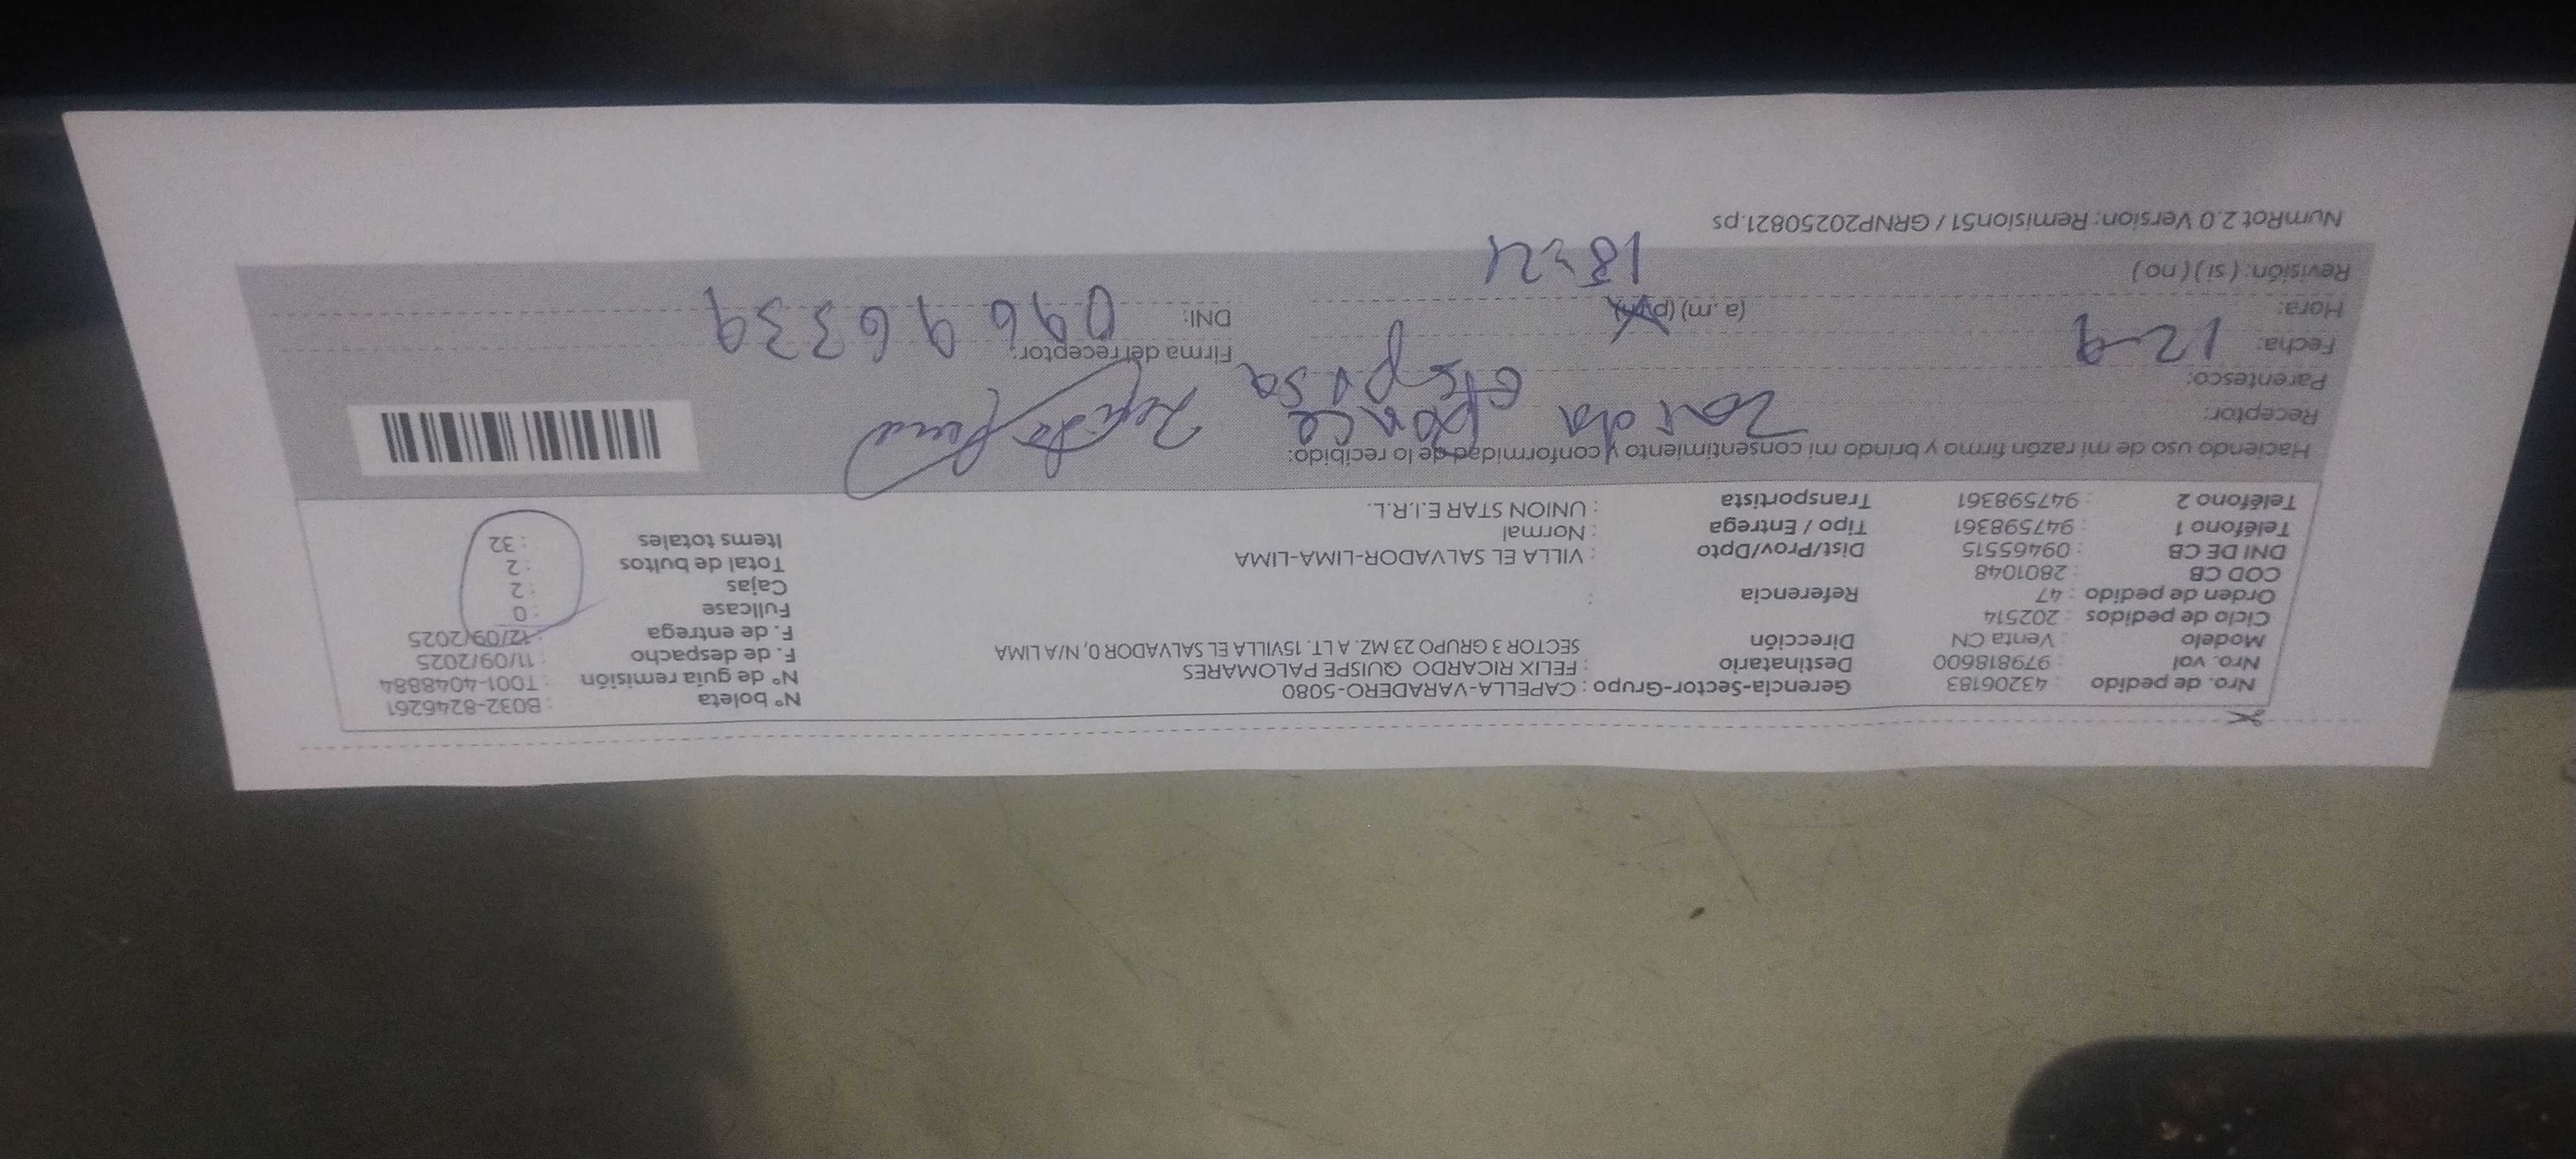 Nro. de pedido : 43206183 Gerencia-Sector-Grupo : CAPELLA-VARADERO-5080 N° boleta : B032-8246261
Nro. vol : 979818600 Destinatario : FELIX RICARDO QUISPE PALOMARES N° de guía remisión : T001-4048884
Modelo : Venta CN Dirección SECTOR 3 GRUPO 23 MZ. A LT. 15VILLA EL SALVADOR 0, N/A LIMA F. de despacho : 11/09/2025
Ciclo de pedidos : 202514 F. de entrega : 12/09/2025
Orden de pedido : 47 Referencia : Fullcase : 0
COD CB : 2801048 Cajas : 2
DNI DE CB : 09465515 Dist/Prov/Dpto : VILLA EL SALVADOR-LIMA-LIMA Total de bultos : 2
Teléfono 1 : 947598361 Tipo / Entrega : Normal Items totales : 32
Teléfono 2 : 947598361 Transportista : UNION STAR E.I.R.L.
Haciendo uso de mi razón firmo y brindo mi consentimiento y conformidad de lo recibido:
Receptor: Zaida Ponce
Parentesco: esposa
Fecha: 12-9 Firma del receptor:
Hora: (a.m) (p.m) DNI: 09696339
Revisión: ( si ) ( no ) 18:21
NumRot 2.0 Version: Remision51 / GRNP20250821.ps